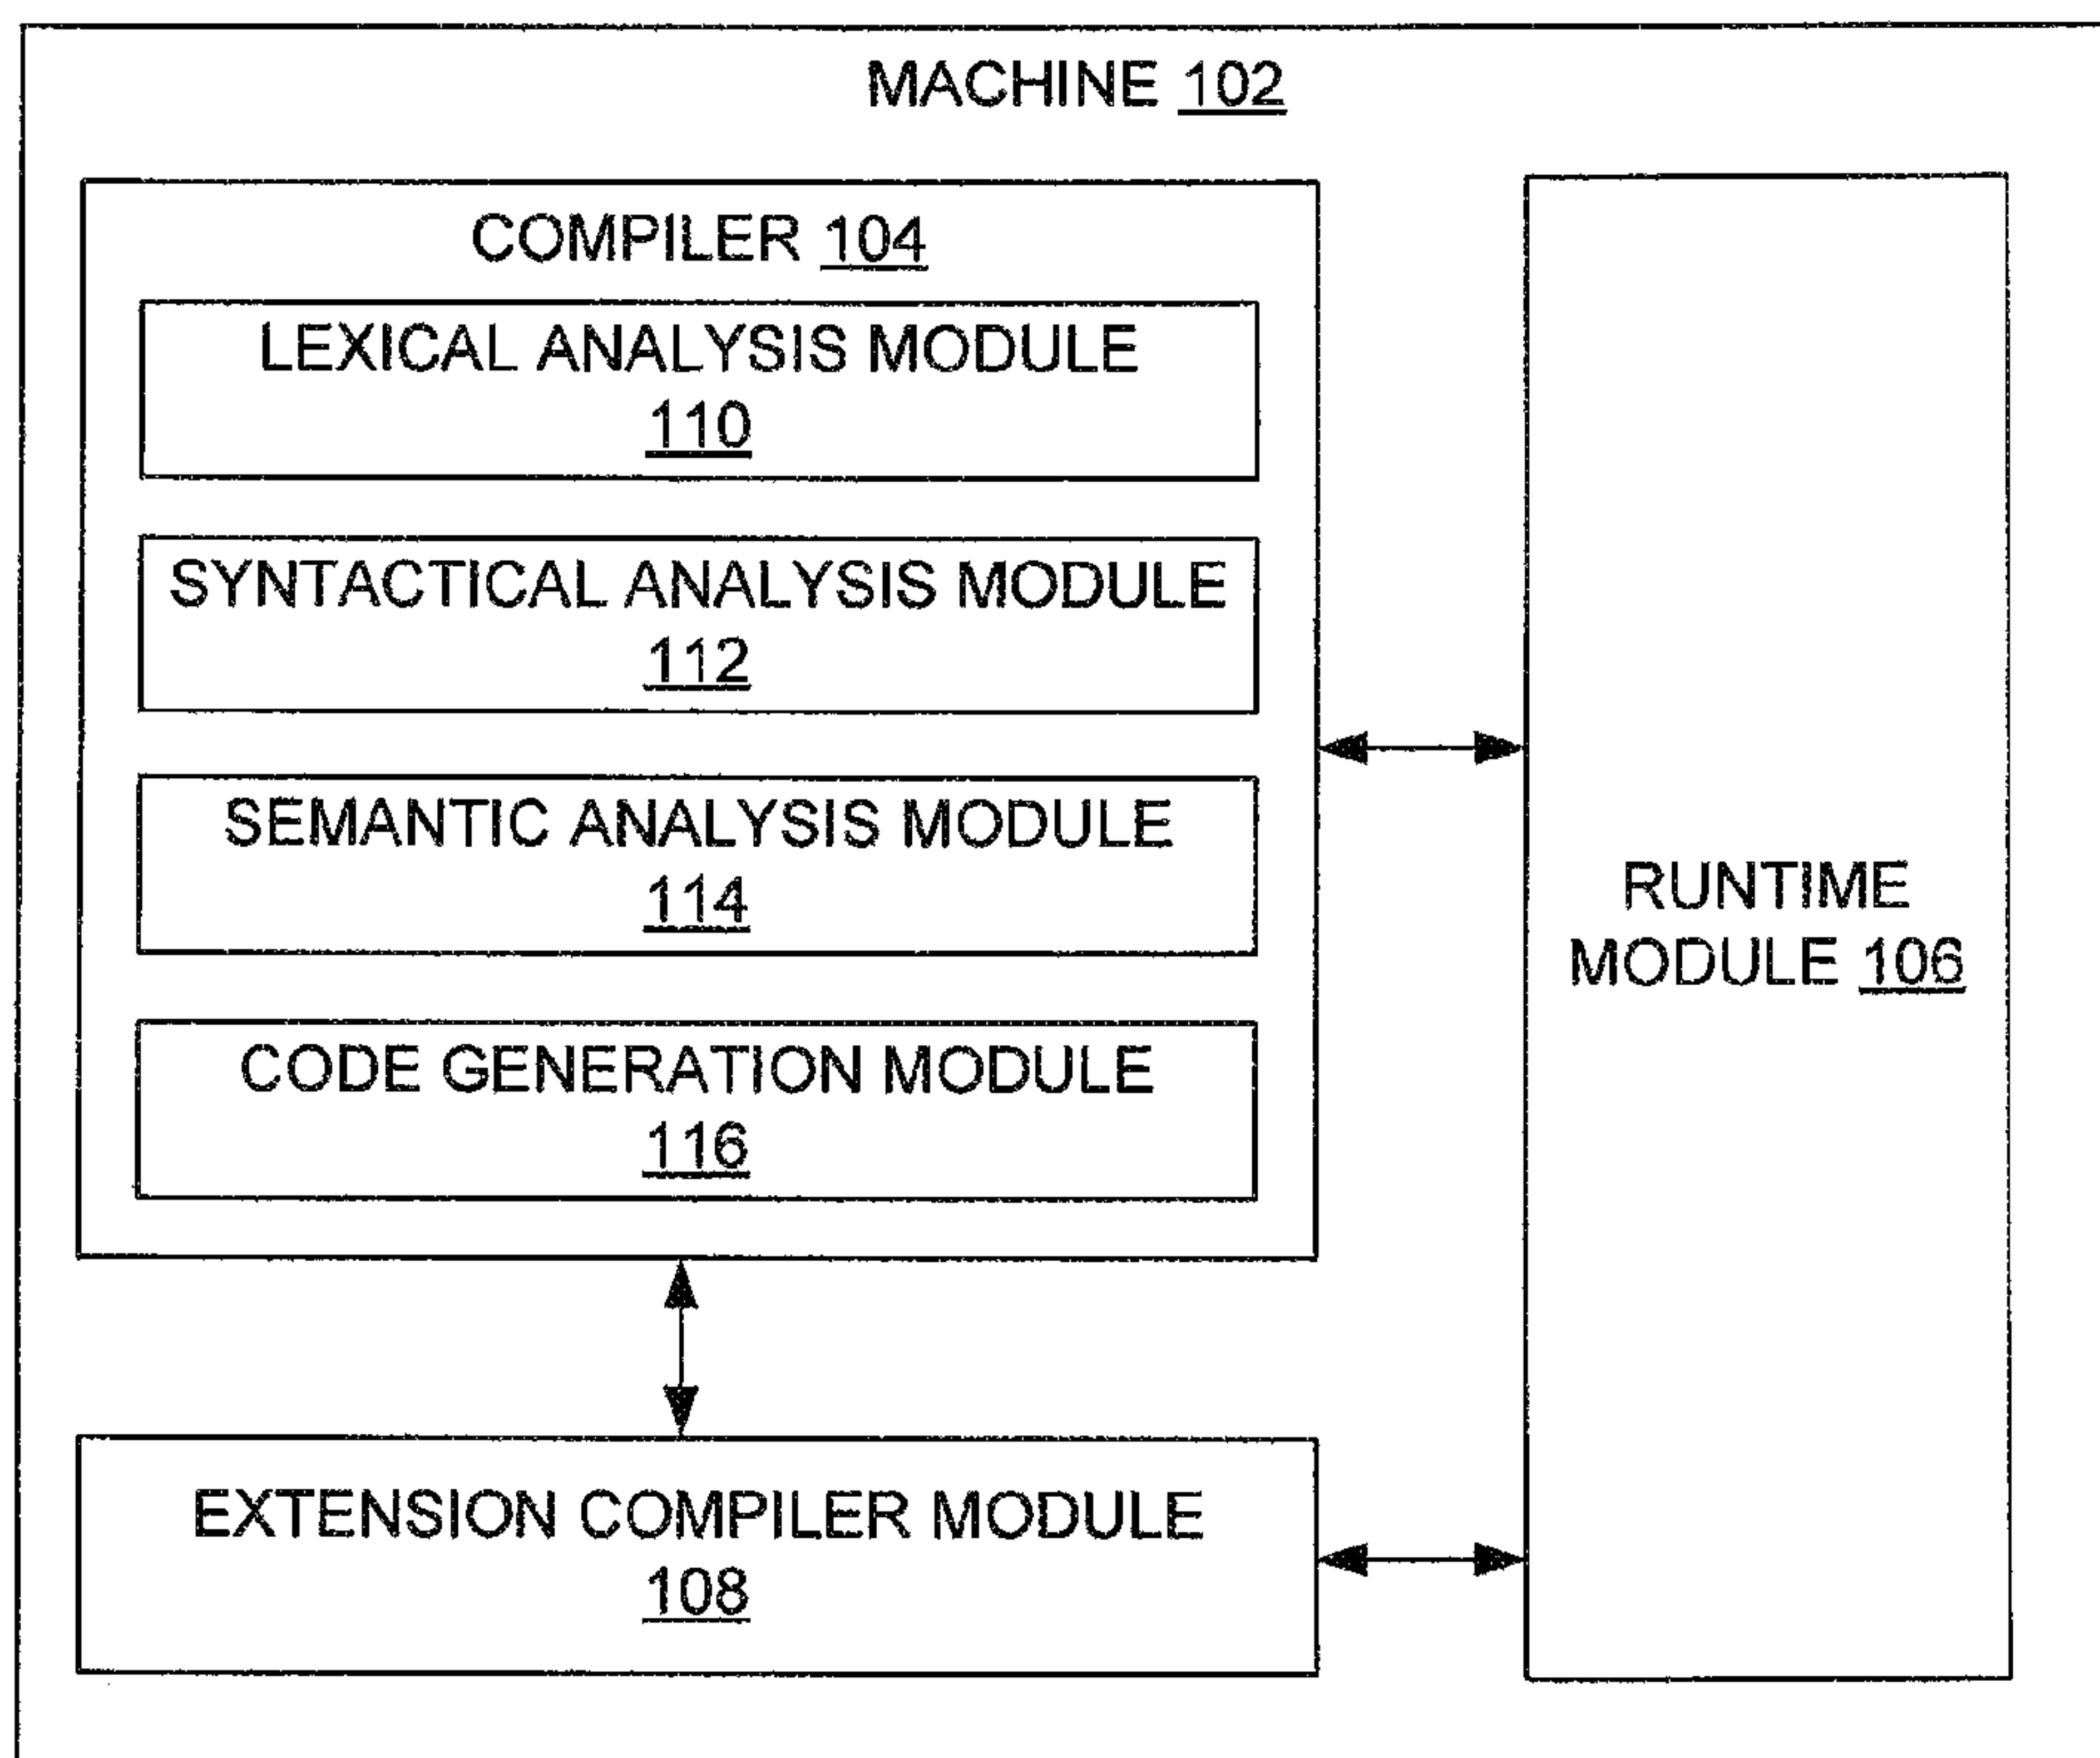 MACHINE 102
COMPILER 104
LEXICAL ANALYSIS MODULE
110
SYNTACTICAL ANALYSIS MODULE
112
SEMANTIC ANALYSIS MODULE
114
CODE GENERATION MODULE
116
EXTENSION COMPILER MODULE
108
RUNTIME
MODULE 106